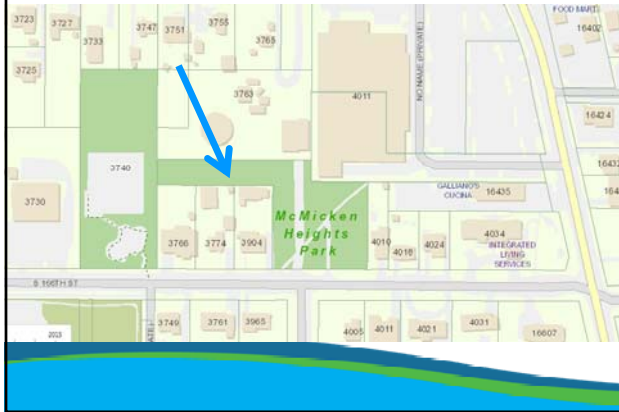 FOOD MART
3723
3727
3733
3747
3751
3755
3765
16402
3725
3763
4011
NO NAME (PRIVATE)
16424
3740
16432
164
GALLIANO'S
CUCINA
16435
3730
McMicken
Heights
Park
3766
3774
3904
4010
4016
4024
4034
INTEGRATED
LIVING
SERVICES
S 166TH ST
3749
3761
3965
4005
4011
4021
4031
16607